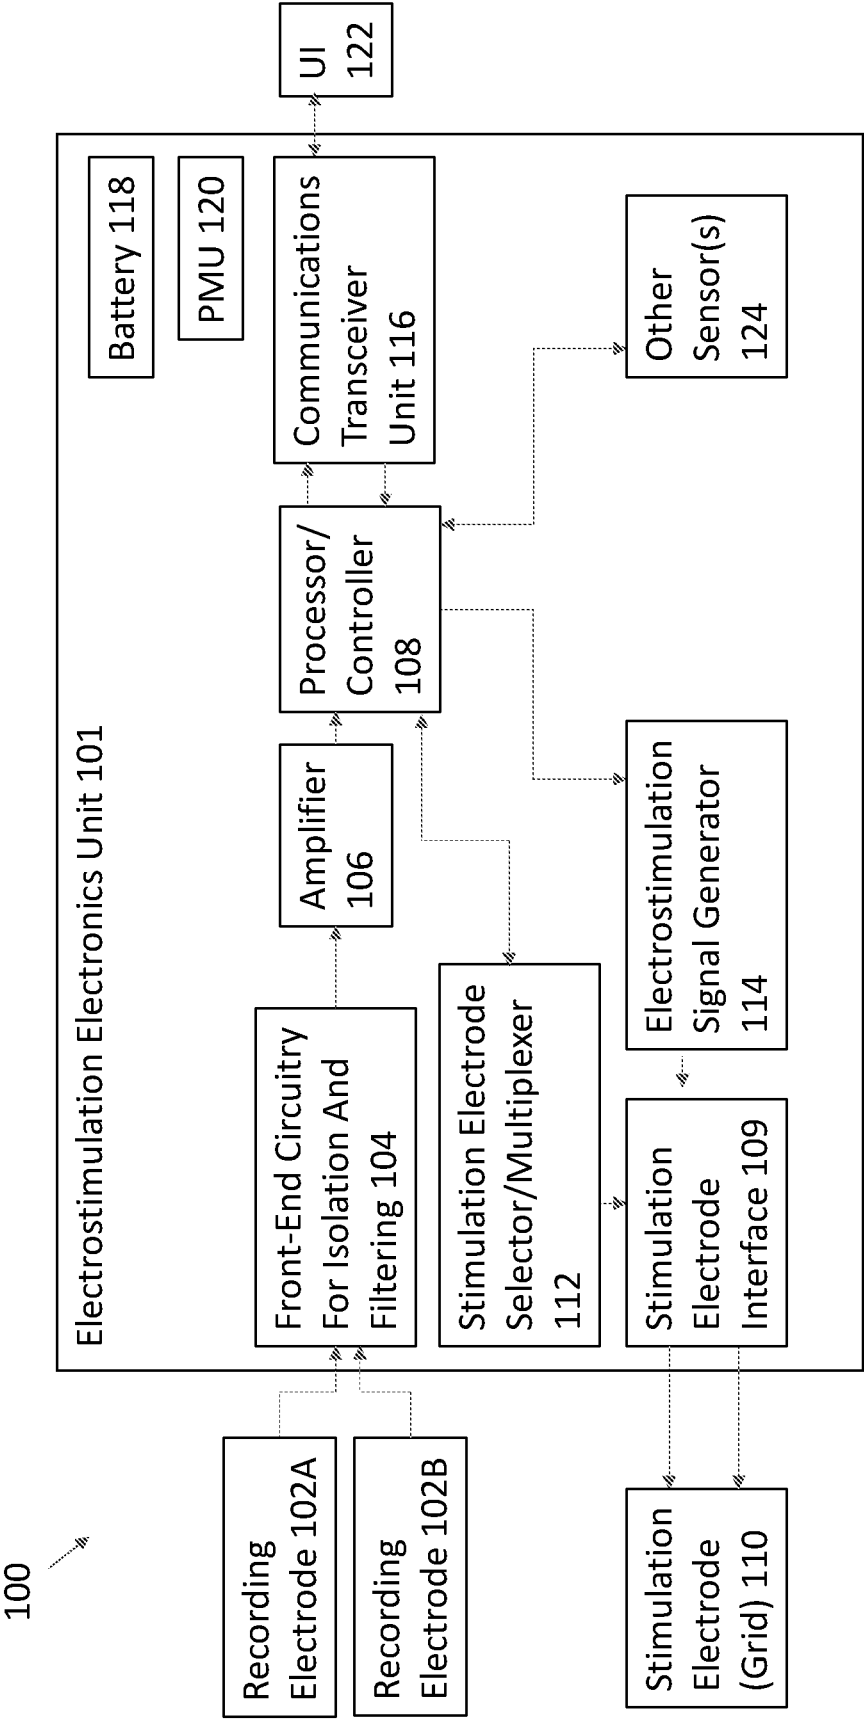 100
Electrostimulation Electronics Unit 101
Battery 118
PMU 120
UI
122
Recording
Electrode 102A
Recording
Electrode 102B
Front-End Circuitry
For Isolation And
Filtering 104
Amplifier
106
Processor/
Controller
108
Communications
Transceiver
Unit 116
Stimulation Electrode
Selector/Multiplexer
112
Stimulation
Electrode
(Grid) 110
Stimulation
Electrode
Interface 109
Electrostimulation
Signal Generator
114
Other
Sensor(s)
124